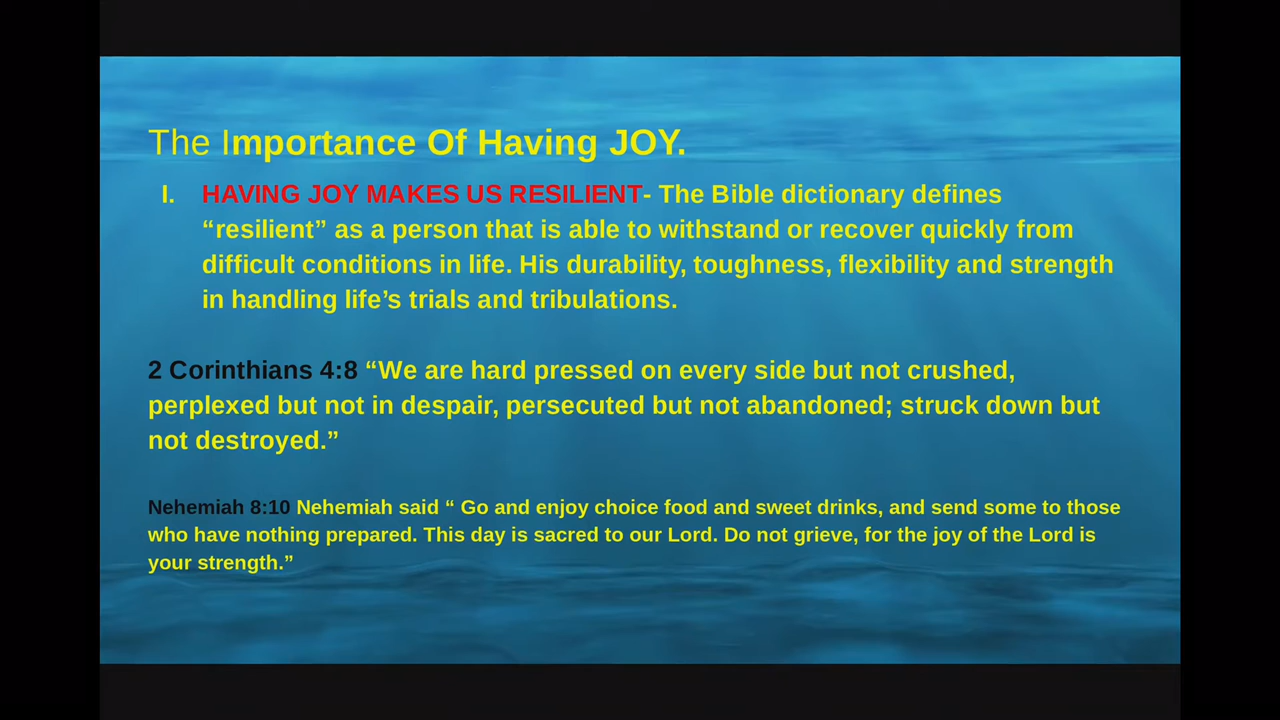 The Importance Of Having JOY.
I. HAVING JOY MAKES US RESILIENT- The Bible dictionary defines
“resilient” as a person that is able to withstand or recover quickly from
difficult conditions in life. His durability, toughness, flexibility and strength
in handling life’s trials and tribulations.
2 Corinthians 4:8 “We are hard pressed on every side but not crushed,
perplexed but not in despair, persecuted but not abandoned; struck down but
not destroyed.”
Nehemiah 8:10 Nehemiah said “ Go and enjoy choice food and sweet drinks, and send some to those
who have nothing prepared. This day is sacred to our Lord. Do not grieve, for the joy of the Lord is
your strength.”